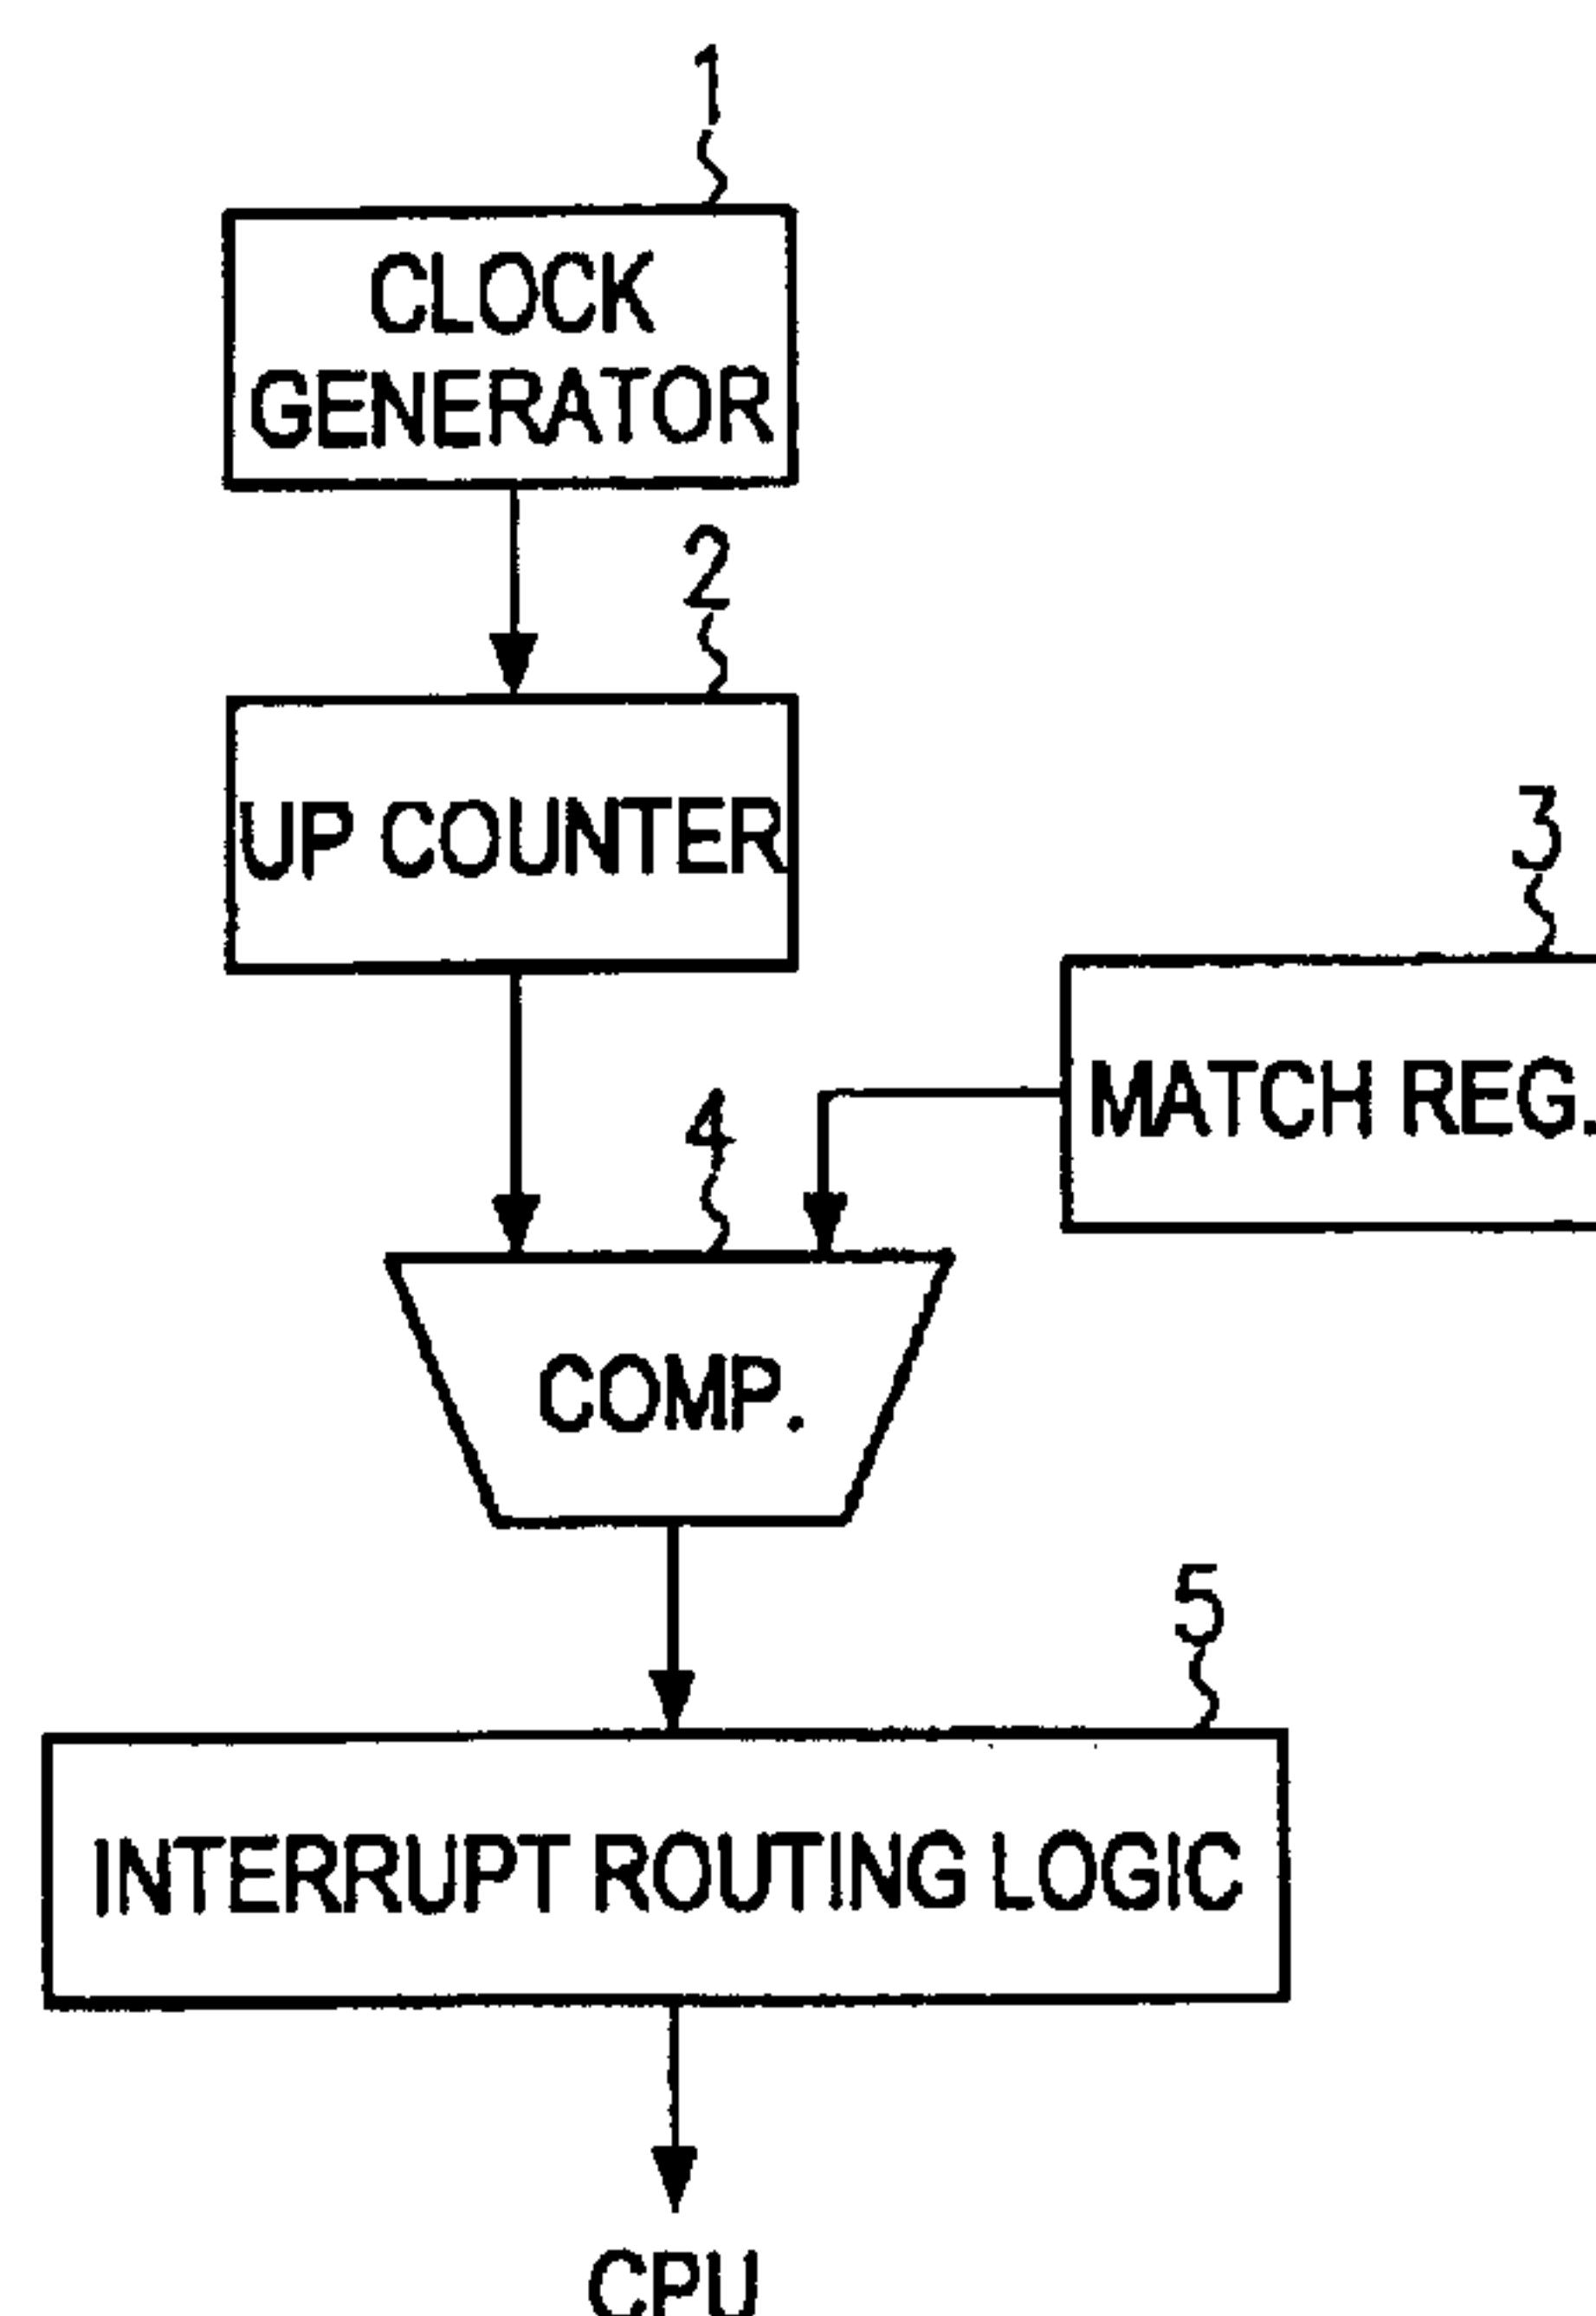 1
CLOCK
GENERATOR
2
UP COUNTER
3
MATCH REG.
4
COMP.
5
INTERRUPT ROUTING LOGIC
CPU